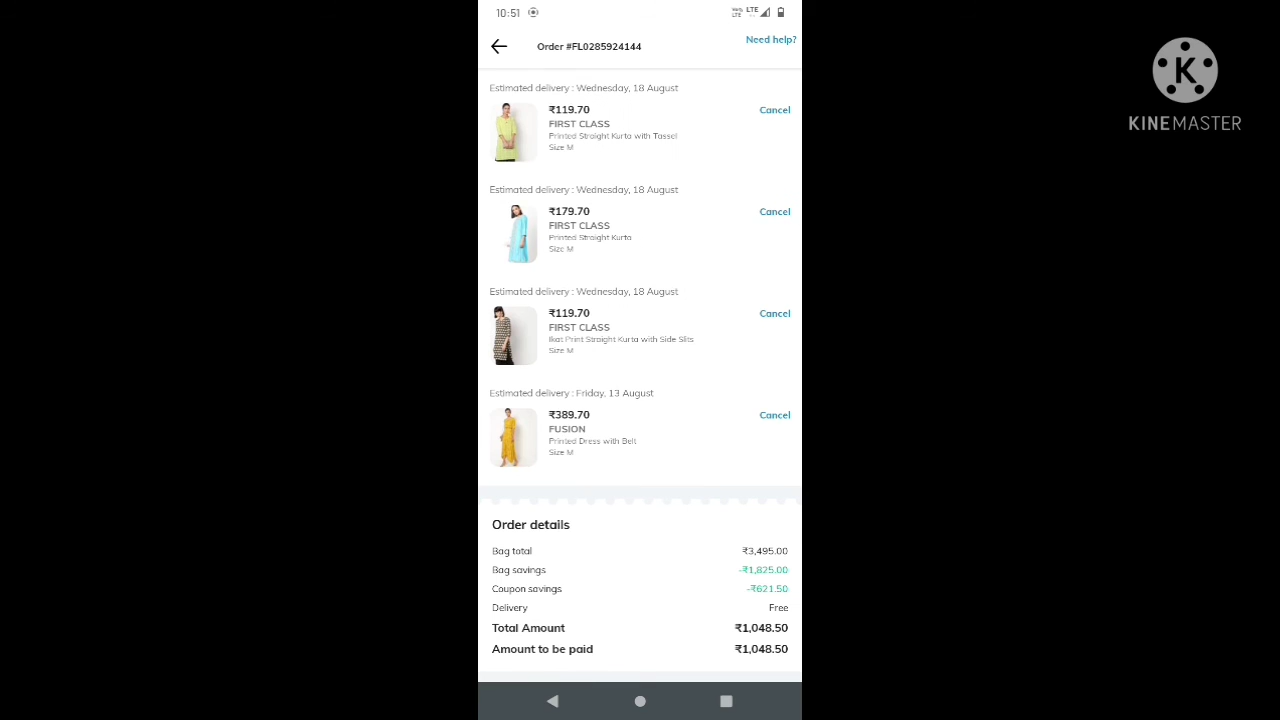 10:51
VoIP
LTE
LTE
Order #FL0285924144
Need help?
Estimated delivery : Wednesday, 18 August
₹119.70
Cancel
FIRST CLASS
Printed Straight Kurta with Tassel
Size M
Estimated delivery : Wednesday, 18 August
₹179.70
Cancel
FIRST CLASS
Printed Straight Kurta
Size M
Estimated delivery : Wednesday, 18 August
₹119.70
Cancel
FIRST CLASS
Ikat Print Straight Kurta with Side Slits
Size M
Estimated delivery : Friday, 13 August
₹389.70
Cancel
FUSION
Printed Dress with Belt
Size M
Order details
Bag total ₹3,495.00
Bag savings -₹1,825.00
Coupon savings -₹621.50
Delivery Free
Total Amount ₹1,048.50
Amount to be paid ₹1,048.50
K
KINEMASTER